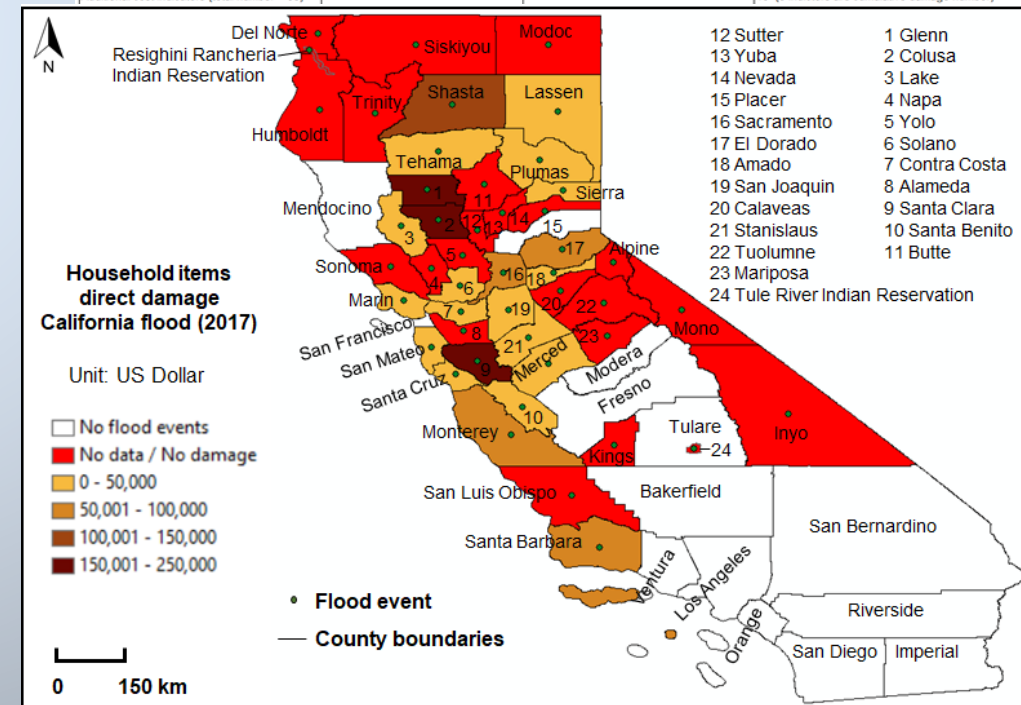 N
Del Norte
Resighini Rancheria
Indian Reservation
Siskiyou
Modoc
Trinity
Shasta
Lassen
Humboldt
Tehama
Plumas
Mendocino
Sierra
1
11
2
12
13
14
15
3
Sonoma
5
4
6
16
17
18
Alpine
Marin
7
19
20
22
Mono
San Francisco
8
21
23
San Mateo
9
Merced
Modera
Santa Cruz
Fresno
10
Monterey
Tulare
24
Kings
Inyo
San Luis Obispo
Bakerfield
San Bernardino
Santa Barbara
Ventura
Los Angeles
Orange
Riverside
San Diego
Imperial
12 Sutter
13 Yuba
14 Nevada
15 Placer
16 Sacramento
17 El Dorado
18 Amado
19 San Joaquin
20 Calaveas
21 Stanislaus
22 Tuolumne
23 Mariposa
24 Tule River Indian Reservation
1 Glenn
2 Colusa
3 Lake
4 Napa
5 Yolo
6 Solano
7 Contra Costa
8 Alameda
9 Santa Clara
10 Santa Benito
11 Butte
Household items
direct damage
California flood (2017)
Unit: US Dollar
No flood events
No data / No damage
0 - 50,000
50,001 - 100,000
100,001 - 150,000
150,001 - 250,000
Flood event
County boundaries
0 150 km